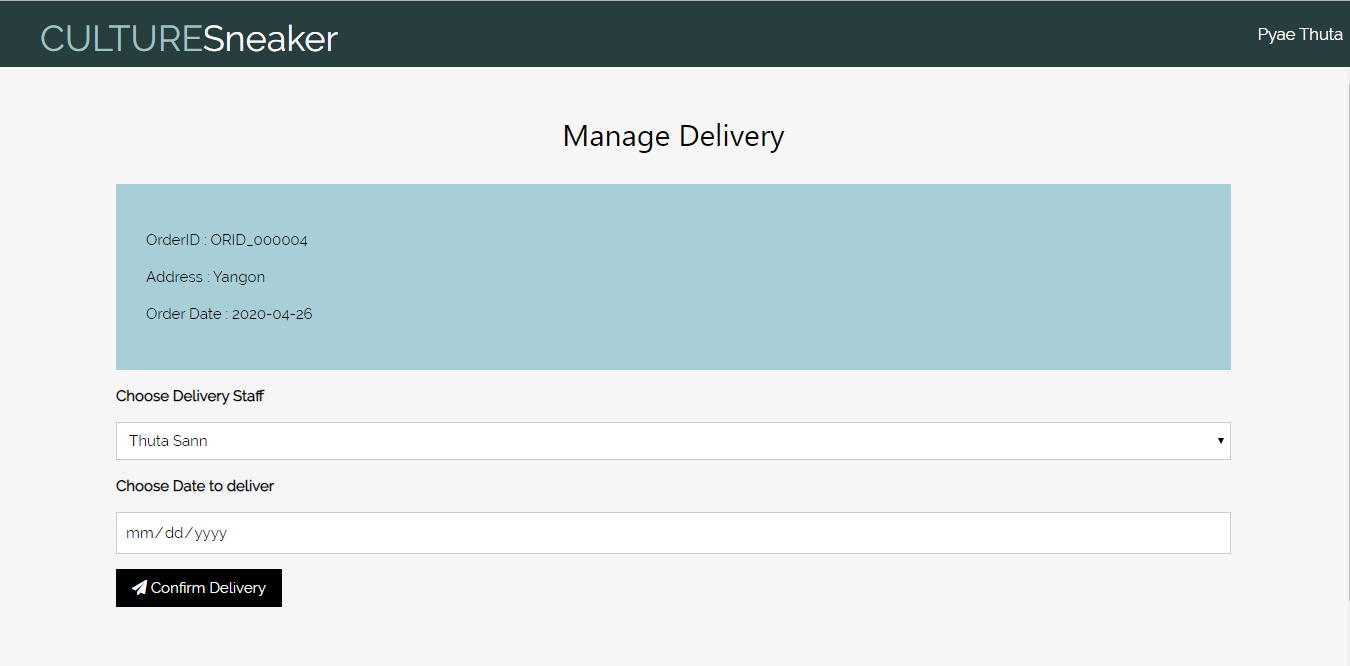 CULTURESneaker
Pyae Thuta
Manage Delivery
OrderID : ORID_000004
Address : Yangon
Order Date : 2020-04-26
Choose Delivery Staff
Thuta Sann
Choose Date to deliver
mm/dd/yyyy
Confirm Delivery